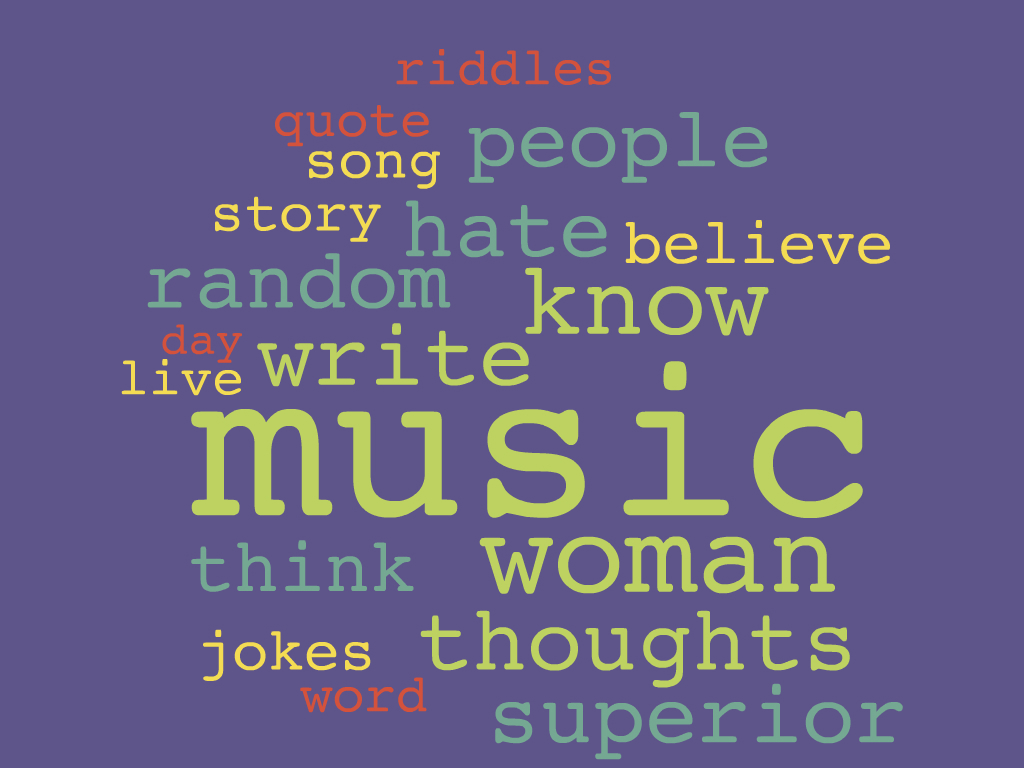 riddles
quote
people
song
story
hate
believe
random
know
day
write
live
music
think
woman
jokes
thoughts
word
superior